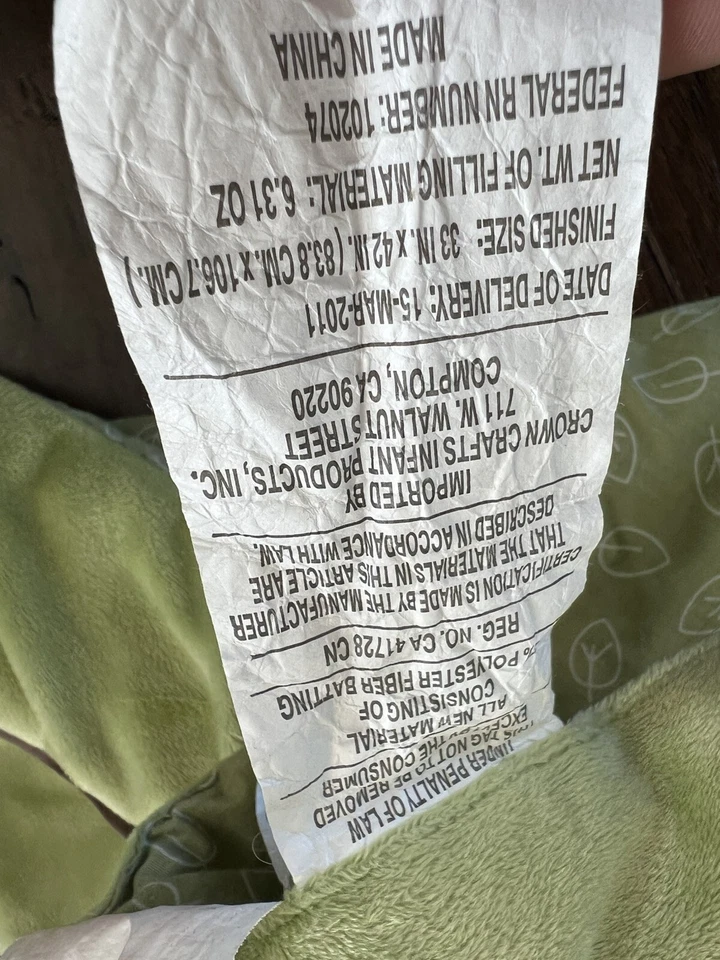 UNDER PENALTY OF LAW
THIS TAG NOT TO BE REMOVED
EXCEPT BY THE CONSUMER
ALL NEW MATERIAL
CONSISTING OF
% POLYESTER FIBER BATTING
REG. NO. CA 41728 CN
CERTIFICATION IS MADE BY THE MANUFACTURER
THAT THE MATERIALS IN THIS ARTICLE ARE
DESCRIBED IN ACCORDANCE WITH LAW.
IMPORTED BY
CROWN CRAFTS INFANT PRODUCTS, INC.
711 W. WALNUT STREET
COMPTON, CA 90220
DATE OF DELIVERY: 15-MAR-2011
FINISHED SIZE: 33 IN. x 42 IN. (83.8 CM. x 106.7 CM.)
NET WT. OF FILLING MATERIAL: 6.31 OZ
FEDERAL RN NUMBER: 102074
MADE IN CHINA